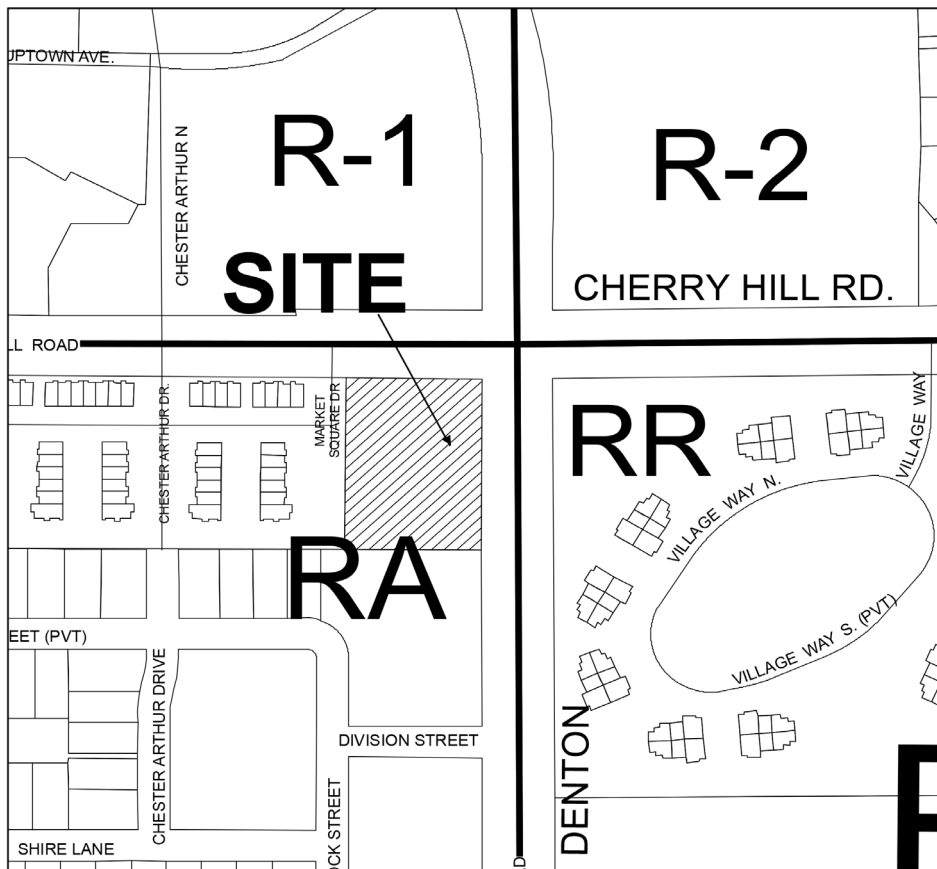 UPTOWN AVE.
R-1
R-2
CHESTER ARTHUR N
SITE
CHERRY HILL RD.
LL ROAD
MARKET
SQUARE DR
CHESTER ARTHUR DR.
RR
VILLAGE WAY
VILLAGE WAY N.
RA
EET (PVT)
VILLAGE WAY S. (PVT)
CHESTER ARTHUR DRIVE
DENTON
DIVISION STREET
OCK STREET
SHIRE LANE
D